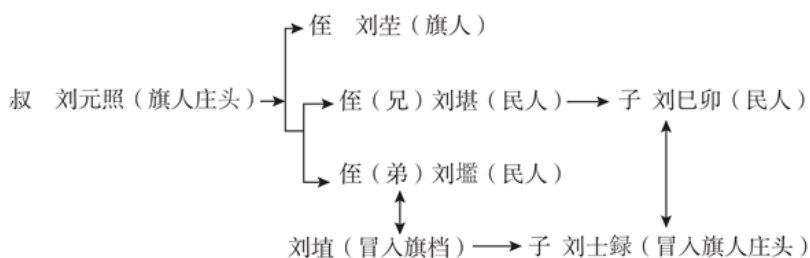 侄 刘茔（旗人）
叔 刘元照（旗人庄头）
侄（兄）刘堪（民人）
子 刘巳卯（民人）
侄（弟）刘壏（民人）
刘埴（冒入旗档）
子 刘士録（冒入旗人庄头）